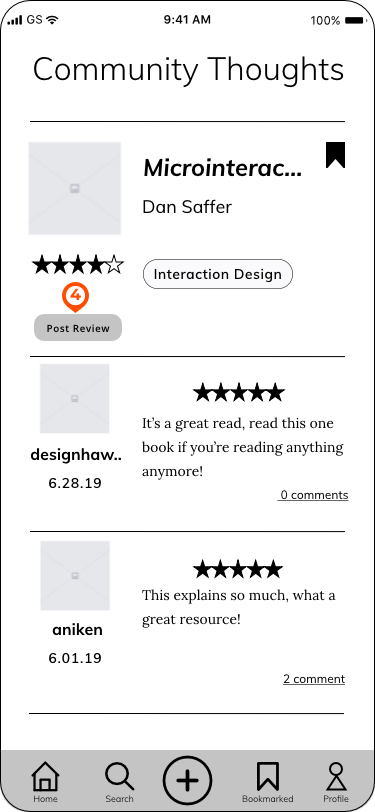 GS 9:41 AM 100%
Community Thoughts
Microinterac...
Dan Saffer
Interaction Design
4
Post Review
It's a great read, read this one
book if you're reading anything
anymore!
designhaw..
6.28.19
0 comments
This explains so much, what a
great resource!
aniken
6.01.19
2 comment
Home Search Bookmarked Profile